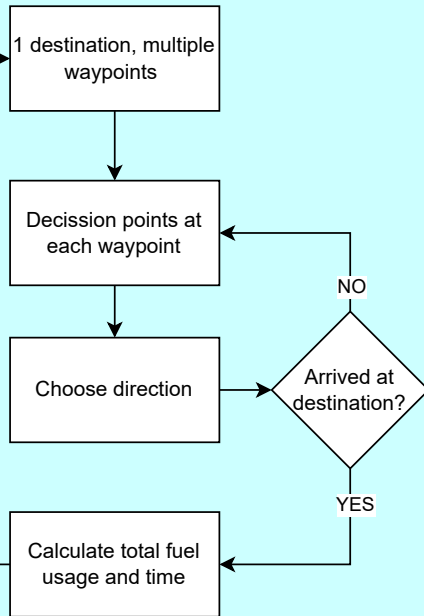 1 destination, multiple
waypoints
Decission points at
each waypoint
NO
Choose direction
Arrived at
destination?
YES
Calculate total fuel
usage and time